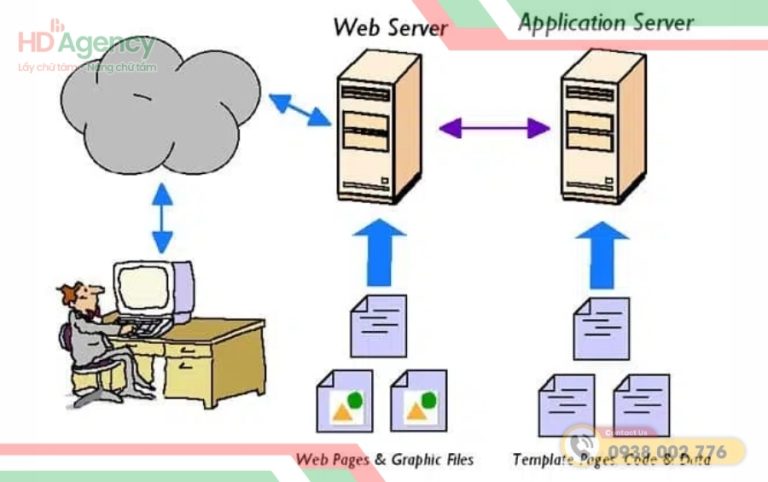 HD Agency
Lấy chữ tâm - Nâng chữ tầm
Web Server
Application Server
Web Pages & Graphic Files
Template Pages, Code & Data
Contact Us
0938 002 776